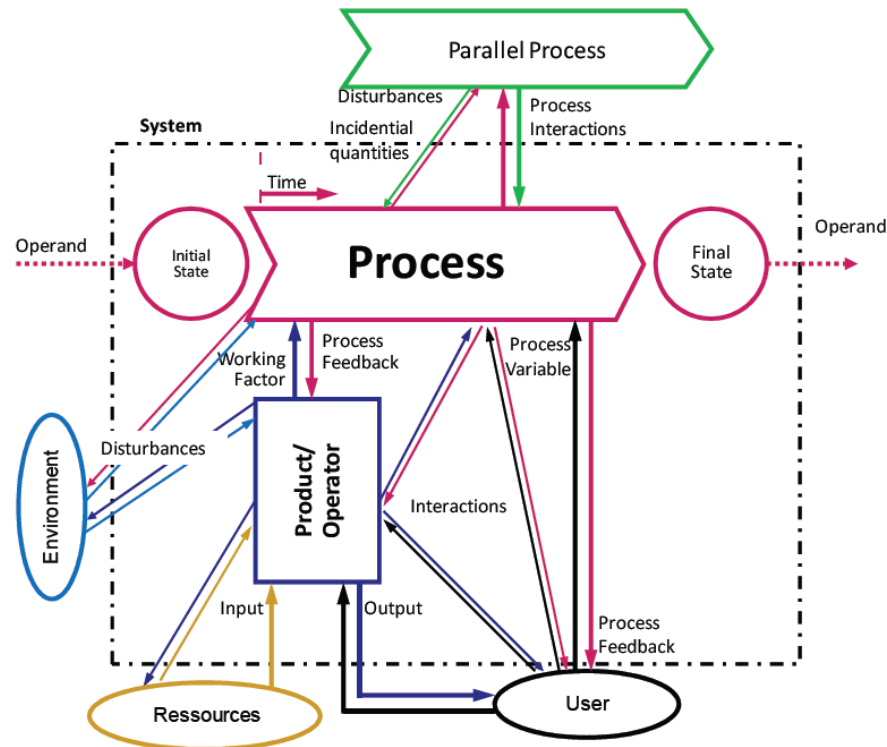 Parallel Process
Disturbances
Incidential
quantities
Process
Interactions
System
Time
Operand
Initial
State
Process
Final
State
Operand
Working
Factor
Process
Feedback
Process
Variable
Disturbances
Environment
Product/
Operator
Interactions
Input
Output
Process
Feedback
Ressources
User